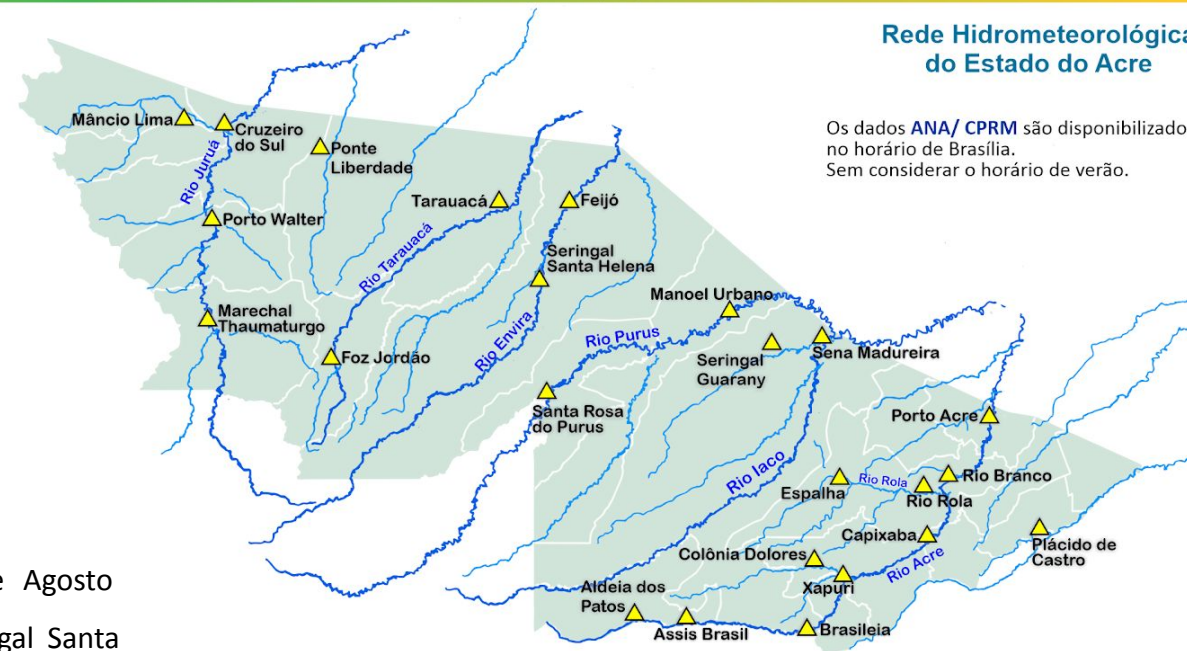 Rede Hidrometeorológica
do Estado do Acre
Os dados ANA/ CPRM são disponibilizado
no horário de Brasília.
Sem considerar o horário de verão.
Mâncio Lima
Cruzeiro
do Sul
Ponte
Liberdade
Rio Juruá
Porto Walter
Tarauacá
Feijó
Rio Tarauacá
Seringal
Santa Helena
Manoel Urbano
Marechal
Thaumaturgo
Foz Jordão
Rio Envira
Rio Purus
Seringal
Guarany
Sena Madureira
Santa Rosa
do Purus
Porto Acre
Rio Iaco
Espalha
Rio Rola
Rio Rola
Rio Branco
Capixaba
Plácido de
Castro
Colônia Dolores
Xapuri
Rio Acre
Aldeia dos
Patos
Assis Brasil
Brasileia
e Agosto
gal Santa